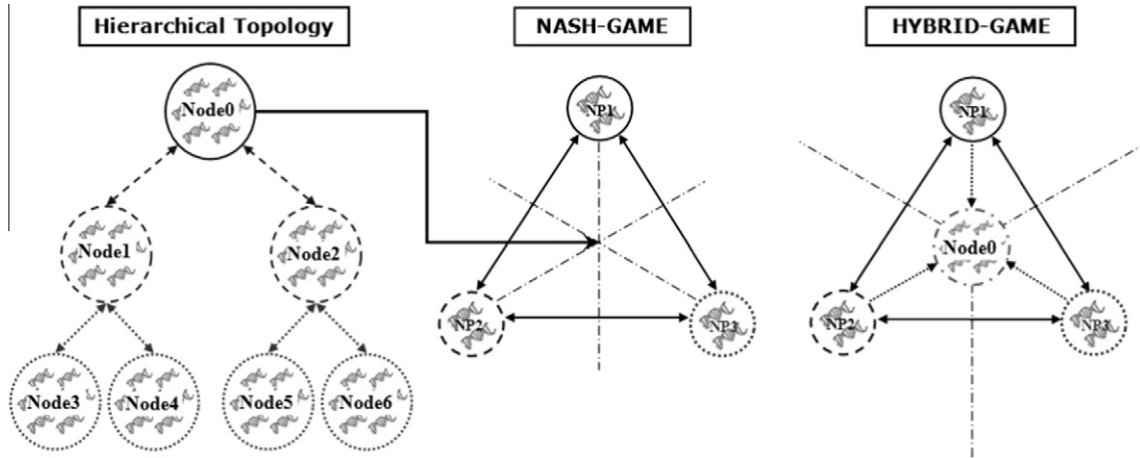 Hierarchical Topology
NASH-GAME
HYBRID-GAME
Node0
NP1
NP1
Node1
Node2
Node0
NP2
NP3
NP2
NP3
Node3
Node4
Node5
Node6